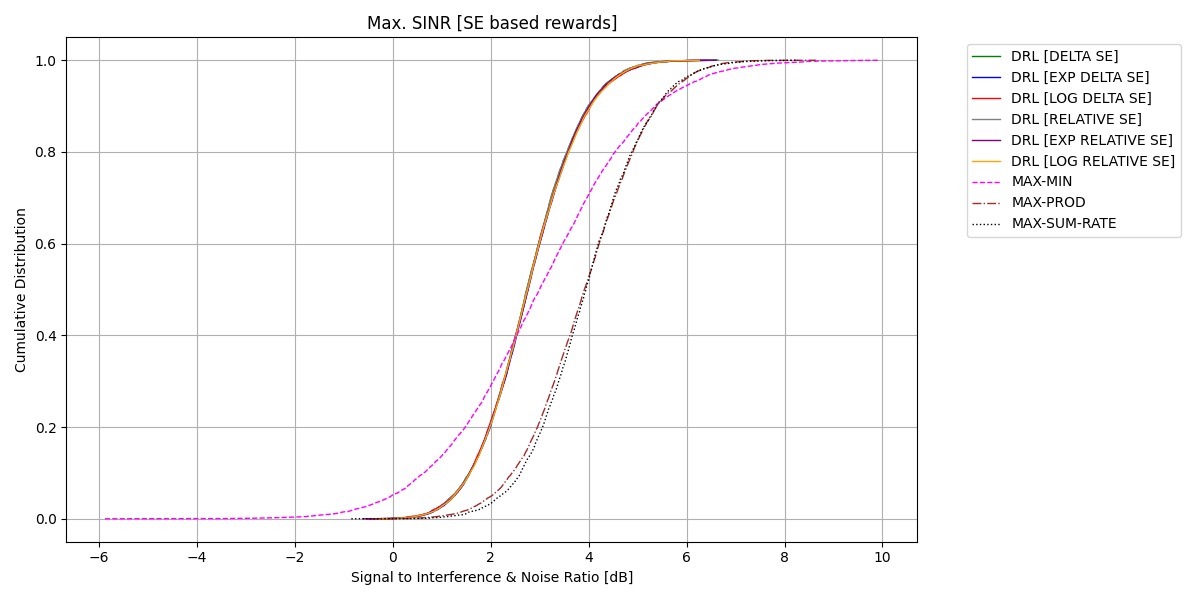 Max. SINR [SE based rewards]
Cumulative Distribution
1.0
0.8
0.6
0.4
0.2
0.0
−6
−4
−2
0
2
4
6
8
10
Signal to Interference & Noise Ratio [dB]
DRL [DELTA SE]
DRL [EXP DELTA SE]
DRL [LOG DELTA SE]
DRL [RELATIVE SE]
DRL [EXP RELATIVE SE]
DRL [LOG RELATIVE SE]
MAX-MIN
MAX-PROD
MAX-SUM-RATE